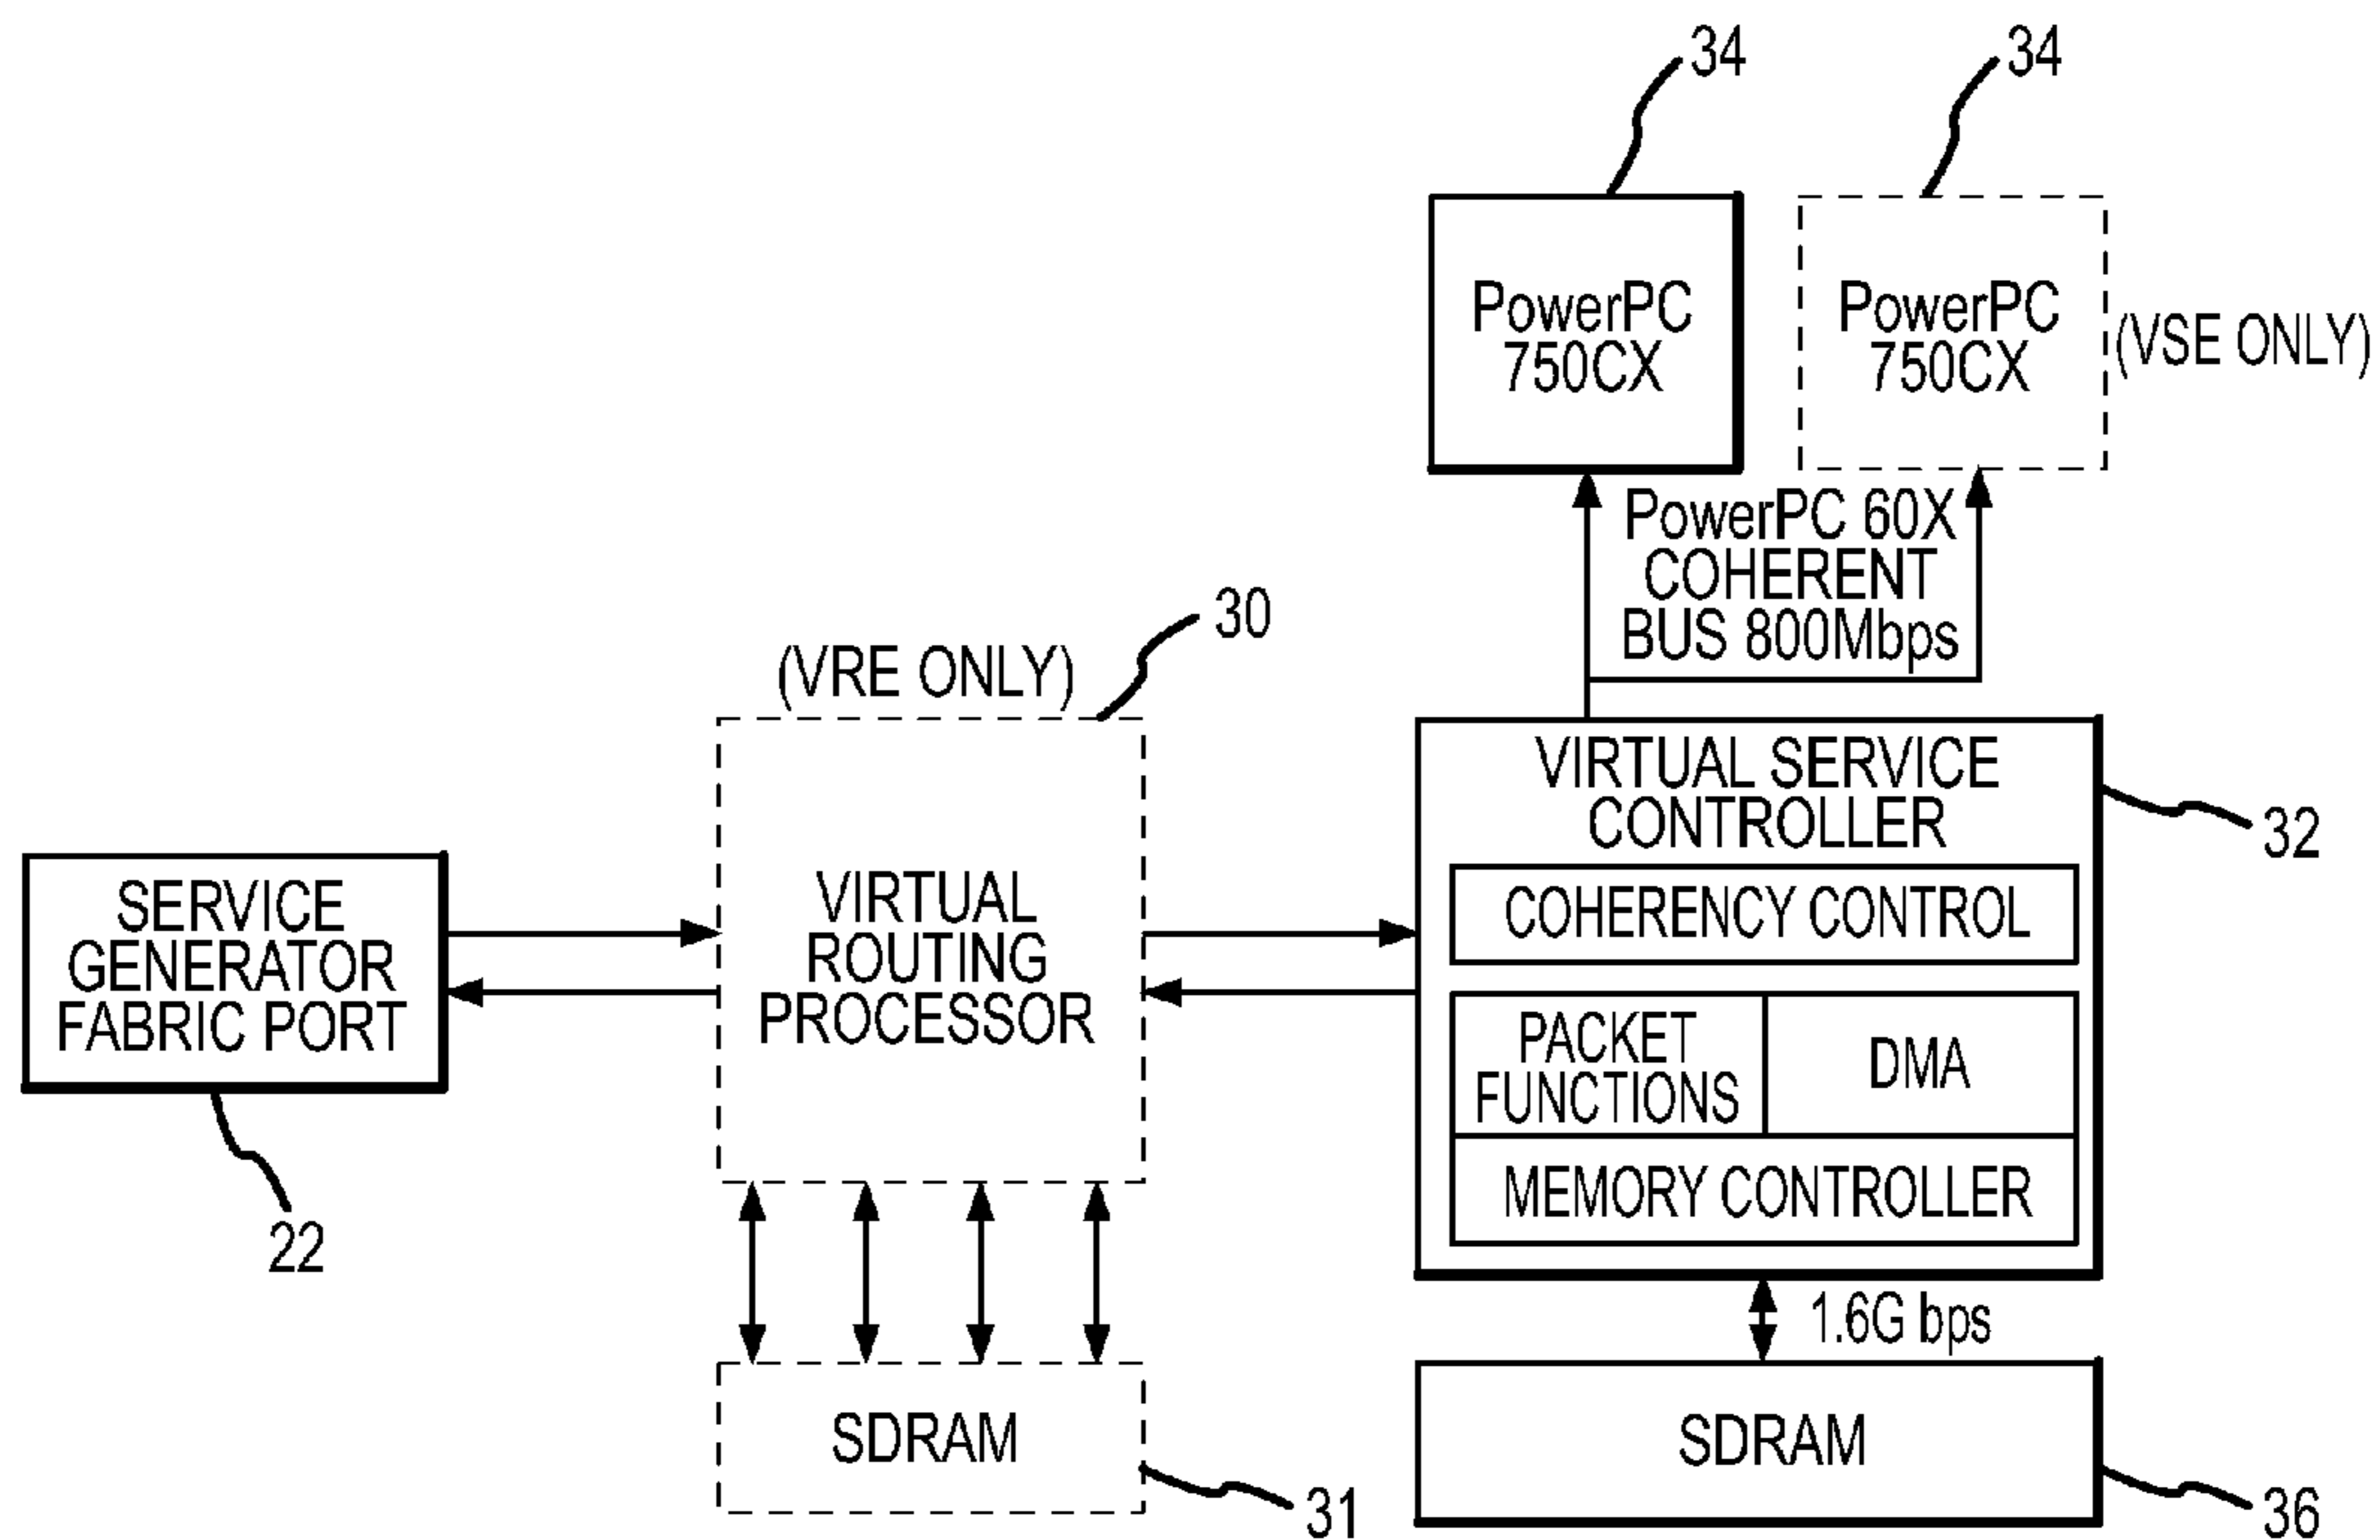 34
34
PowerPC
750CX
PowerPC
750CX
(VSE ONLY)
PowerPC 60X
COHERENT
BUS 800Mbps
30
(VRE ONLY)
VIRTUAL SERVICE
CONTROLLER
32
COHERENCY CONTROL
SERVICE
GENERATOR
FABRIC PORT
VIRTUAL
ROUTING
PROCESSOR
PACKET
FUNCTIONS
DMA
MEMORY CONTROLLER
22
1.6G bps
SDRAM
SDRAM
31
36